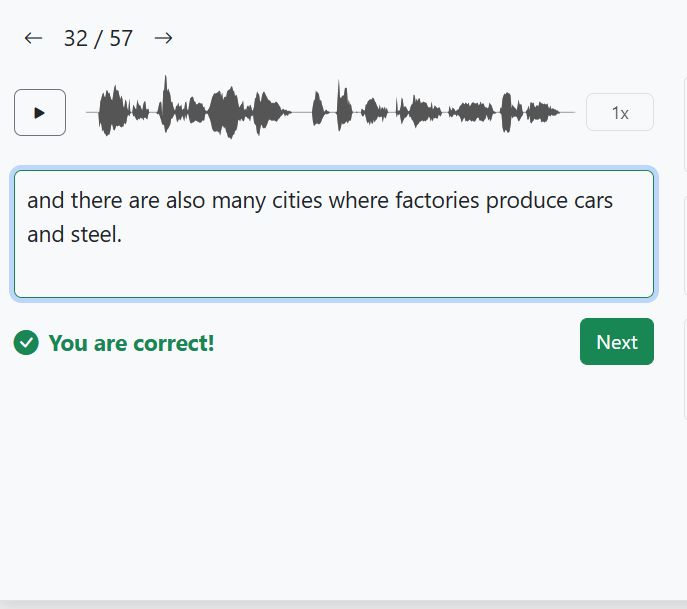 ← 32 / 57 →
1x
and there are also many cities where factories produce cars
and steel.
You are correct!
Next